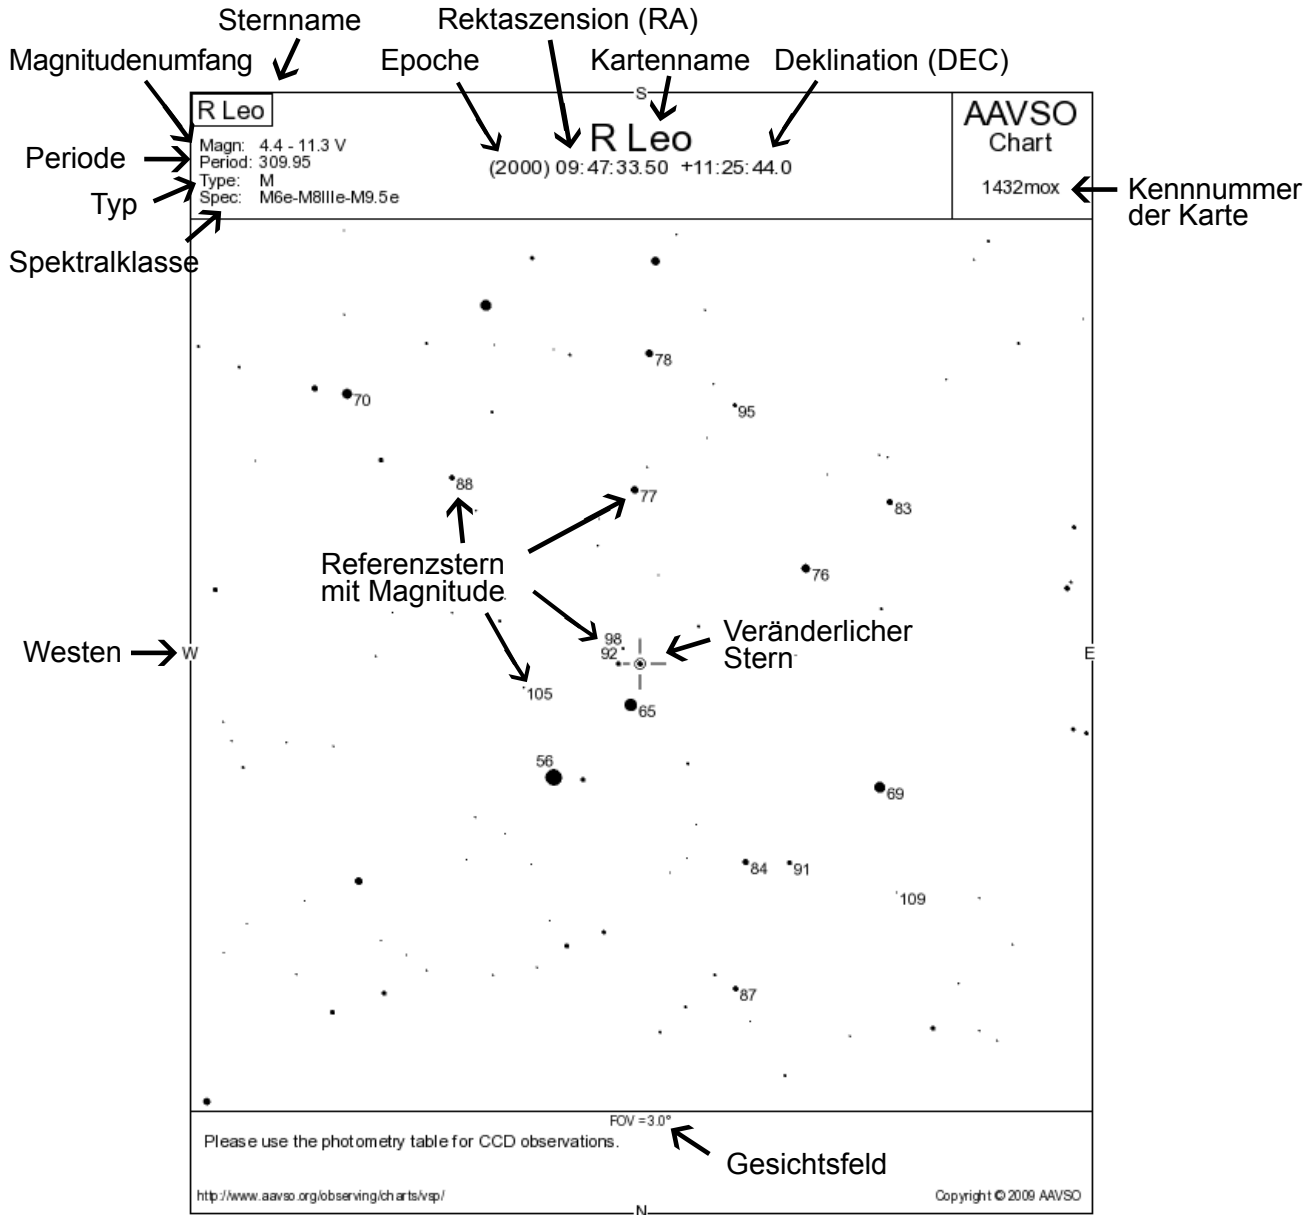 Sternname
Rektaszension (RA)
Magnitudenumfang
Epoche
Kartenname
Deklination (DEC)
S
R Leo
R Leo
AAVSO
Chart
Magn: 4.4 - 11.3 V
Period: 309.95
Type: M
Spec: M6e-M8IIIe-M9.5e
(2000) 09:47:33.50 +11:25:44.0
1432mox
Periode
Typ
Spektralklasse
Kennnummer
der Karte
78
70
95
88
77
83
Referenzstern
mit Magnitude
76
98
92
Veränderlicher
Stern
Westen
W
E
105
65
56
69
84
91
109
87
FOV = 3.0°
Please use the photometry table for CCD observations.
Gesichtsfeld
http://www.aavso.org/observing/charts/vsp/
Copyright © 2009 AAVSO
N